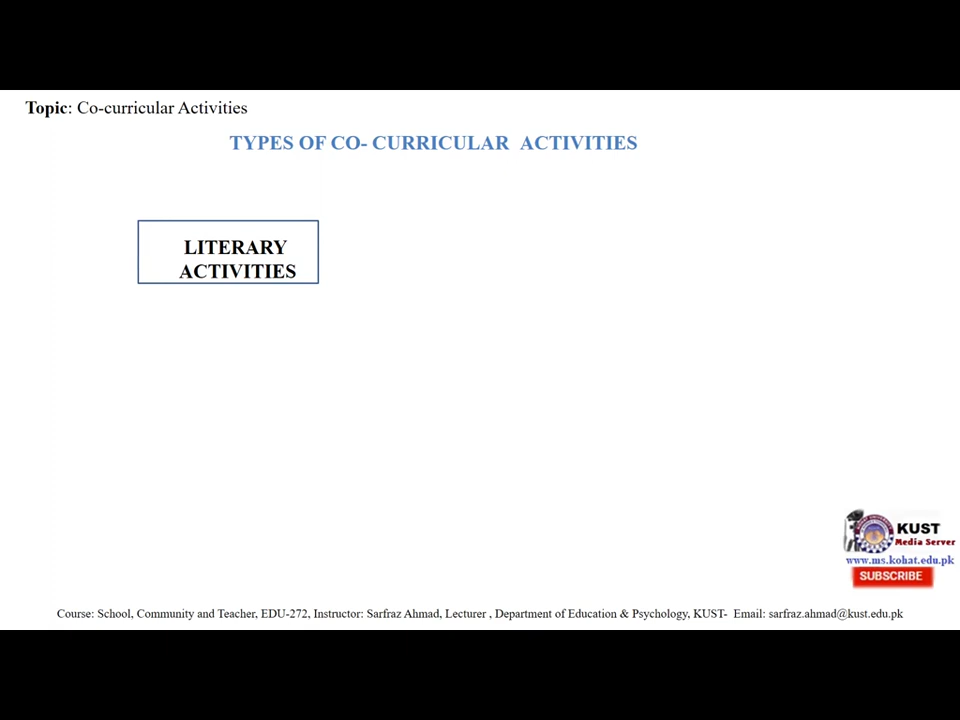 Topic: Co-curricular Activities
TYPES OF CO- CURRICULAR ACTIVITIES
LITERARY
ACTIVITIES
KUST
Media Server
www.ms.kohat.edu.pk
SUBSCRIBE
Course: School, Community and Teacher, EDU-272, Instructor: Sarfraz Ahmad, Lecturer , Department of Education & Psychology, KUST- Email: sarfraz.ahmad@kust.edu.pk